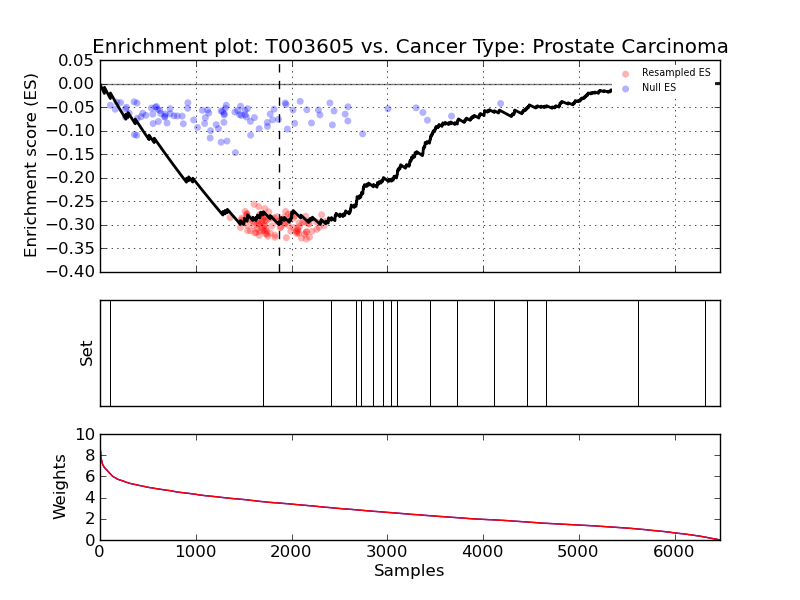 Enrichment plot: T003605 vs. Cancer Type: Prostate Carcinoma
0.05
0.00
−0.05
−0.10
−0.15
−0.20
−0.25
−0.30
−0.35
−0.40
Enrichment score (ES)
Resampled ES
Null ES
Set
10
8
6
4
2
0
Weights
0 1000 2000 3000 4000 5000 6000
Samples